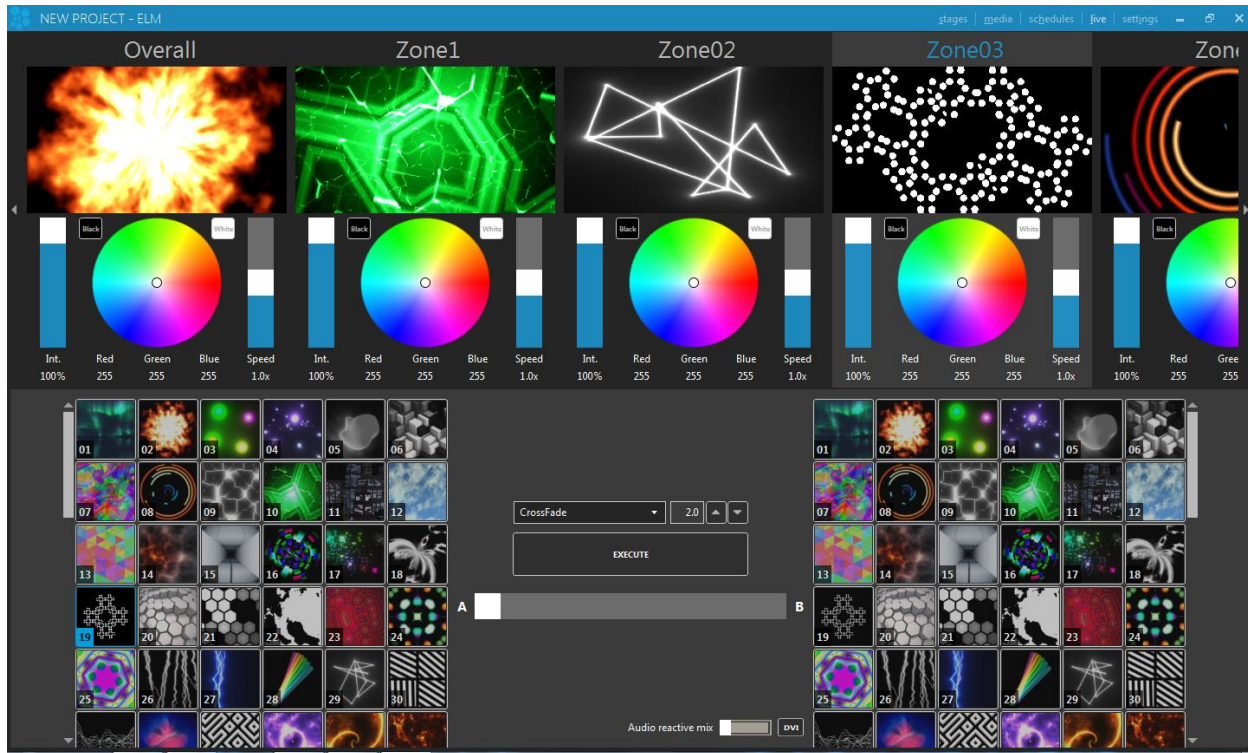 NEW PROJECT - ELM
stages | media | schedules | live | settings
Overall Zone1 Zone02 Zone03 Zone
Black White Black White Black White Black White Black
Int. Red Green Blue Speed Int. Red Green Blue Speed Int. Red Green Blue Speed Int. Red Green Blue Speed Int. Red Gree
100% 255 255 255 1.0x 100% 255 255 255 1.0x 100% 255 255 255 1.0x 100% 255 255 255 1.0x 100% 255 255
01 02 03 04 05 06 01 02 03 04 05 06
07 08 09 10 11 12 07 08 09 10 11 12
CrossFade 2.0
EXECUTE
13 14 15 16 17 18 13 14 15 16 17 18
A B
19 20 21 22 23 24 19 20 21 22 23 24
25 26 27 28 29 30 25 26 27 28 29 30
Audio reactive mix DVI